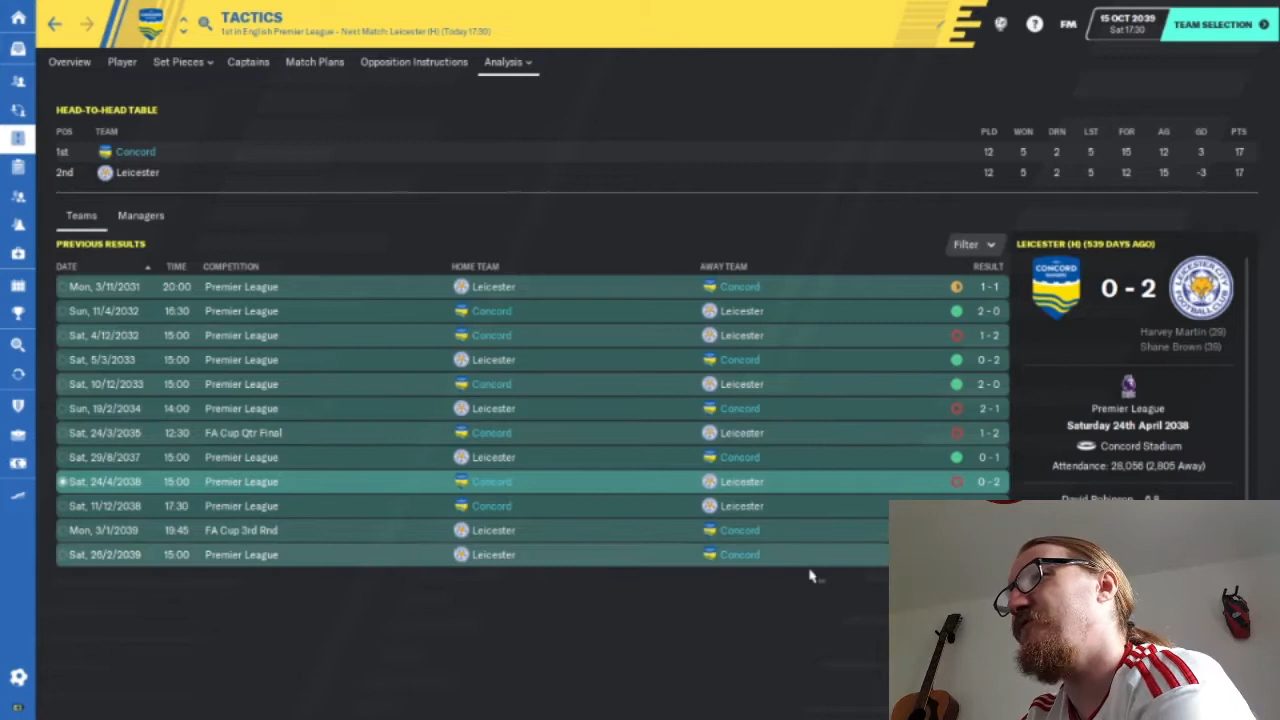 TACTICS
1st in English Premier League - Next Match: Leicester (H) (Today 17:30)
FM
15 OCT 2039
Sat 17:30
TEAM SELECTION
Overview Player Set Pieces Captains Match Plans Opposition Instructions Analysis
HEAD-TO-HEAD TABLE
POS TEAM PLD WON DRN LST FOR AG GD PTS
1st Concord 12 5 2 5 15 12 3 17
2nd Leicester 12 5 2 5 12 15 -3 17
Teams Managers
PREVIOUS RESULTS
Filter
DATE TIME COMPETITION HOME TEAM AWAY TEAM RESULT
Mon, 3/11/2031 20:00 Premier League Leicester Concord 1-1
Sun, 11/4/2032 16:30 Premier League Concord Leicester 2-0
Sat, 4/12/2032 15:00 Premier League Concord Leicester 1-2
Sat, 5/3/2033 15:00 Premier League Leicester Concord 0-2
Sat, 10/12/2033 15:00 Premier League Concord Leicester 2-0
Sun, 19/2/2034 14:00 Premier League Leicester Concord 2-1
Sat, 24/3/2035 12:30 FA Cup Qtr Final Concord Leicester 1-2
Sat, 29/8/2037 15:00 Premier League Leicester Concord 0-1
Sat, 24/4/2038 15:00 Premier League Concord Leicester 0-2
Sat, 11/12/2038 17:30 Premier League Concord Leicester
Mon, 3/1/2039 19:45 FA Cup 3rd Rnd Leicester Concord
Sat, 26/2/2039 15:00 Premier League Leicester Concord
LEICESTER (H) (539 DAYS AGO)
CONCORD
0 - 2
Harvey Martin (29)
Shane Brown (39)
Premier League
Saturday 24th April 2038
Concord Stadium
Attendance: 28,056 (2,805 Away)
David Robinson 6.8